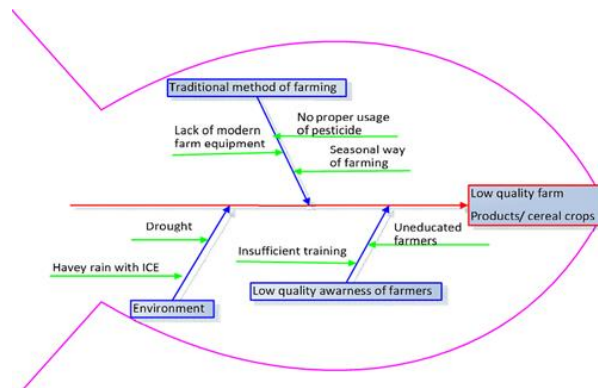 Traditional method of farming
No proper usage
of pesticide
Lack of modern
farm equipment
Seasonal way
of farming
Low quality farm
Products/ cereal crops
Drought
Uneducated
farmers
Insufficient training
Havey rain with ICE
Environment
Low quality awarness of farmers